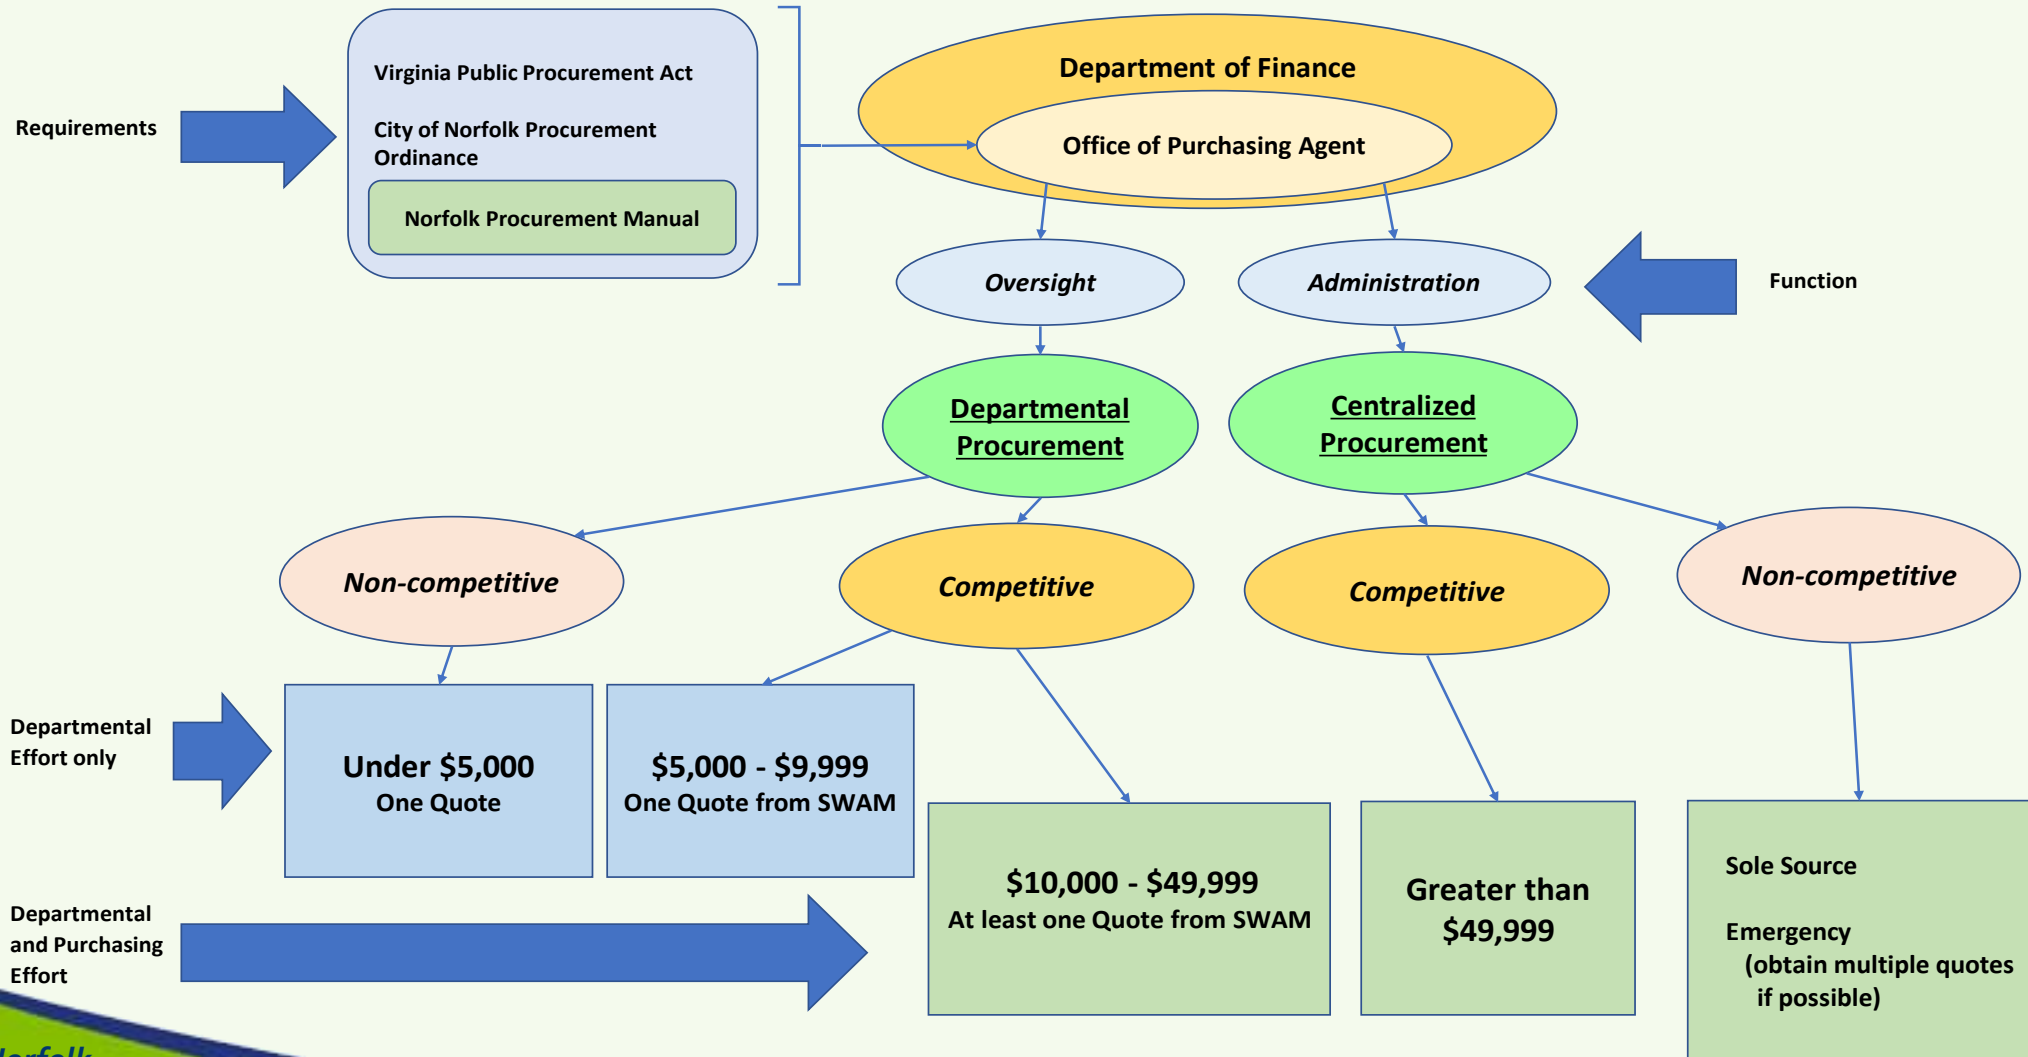 Virginia Public Procurement Act
City of Norfolk Procurement
Ordinance
Norfolk Procurement Manual
Requirements
Department of Finance
Office of Purchasing Agent
Oversight
Administration
Function
Departmental
Procurement
Centralized
Procurement
Non-competitive
Competitive
Competitive
Non-competitive
Departmental
Effort only
Under $5,000
One Quote
$5,000 - $9,999
One Quote from SWAM
$10,000 - $49,999
At least one Quote from SWAM
Greater than
$49,999
Sole Source
Emergency
(obtain multiple quotes
if possible)
Departmental
and Purchasing
Effort